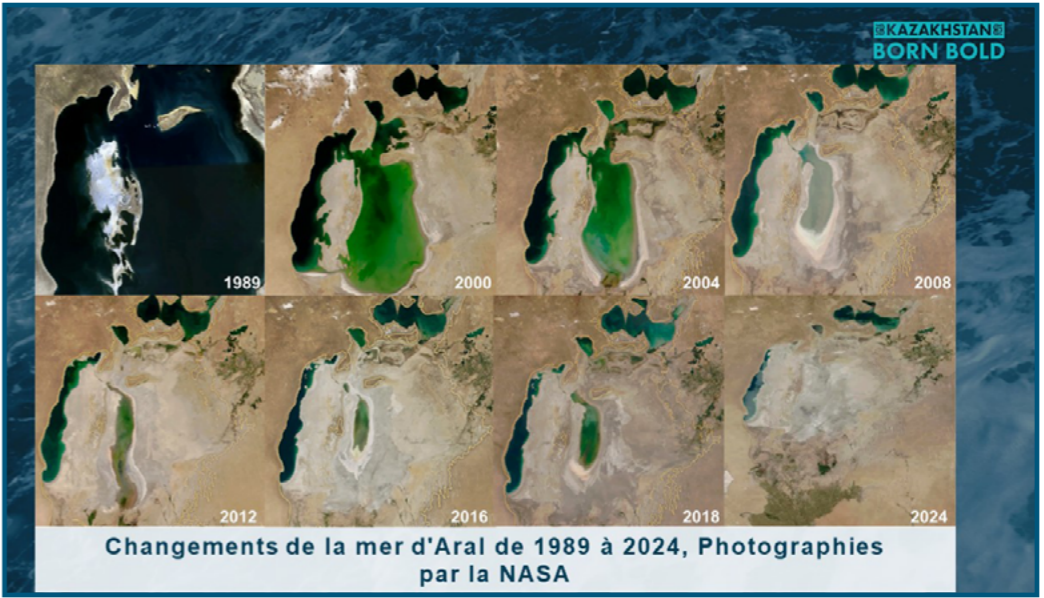 KAZAKHSTAN
BORN BOLD
1989
2000
2004
2008
2012
2016
2018
2024
Changements de la mer d'Aral de 1989 à 2024, Photographies
par la NASA